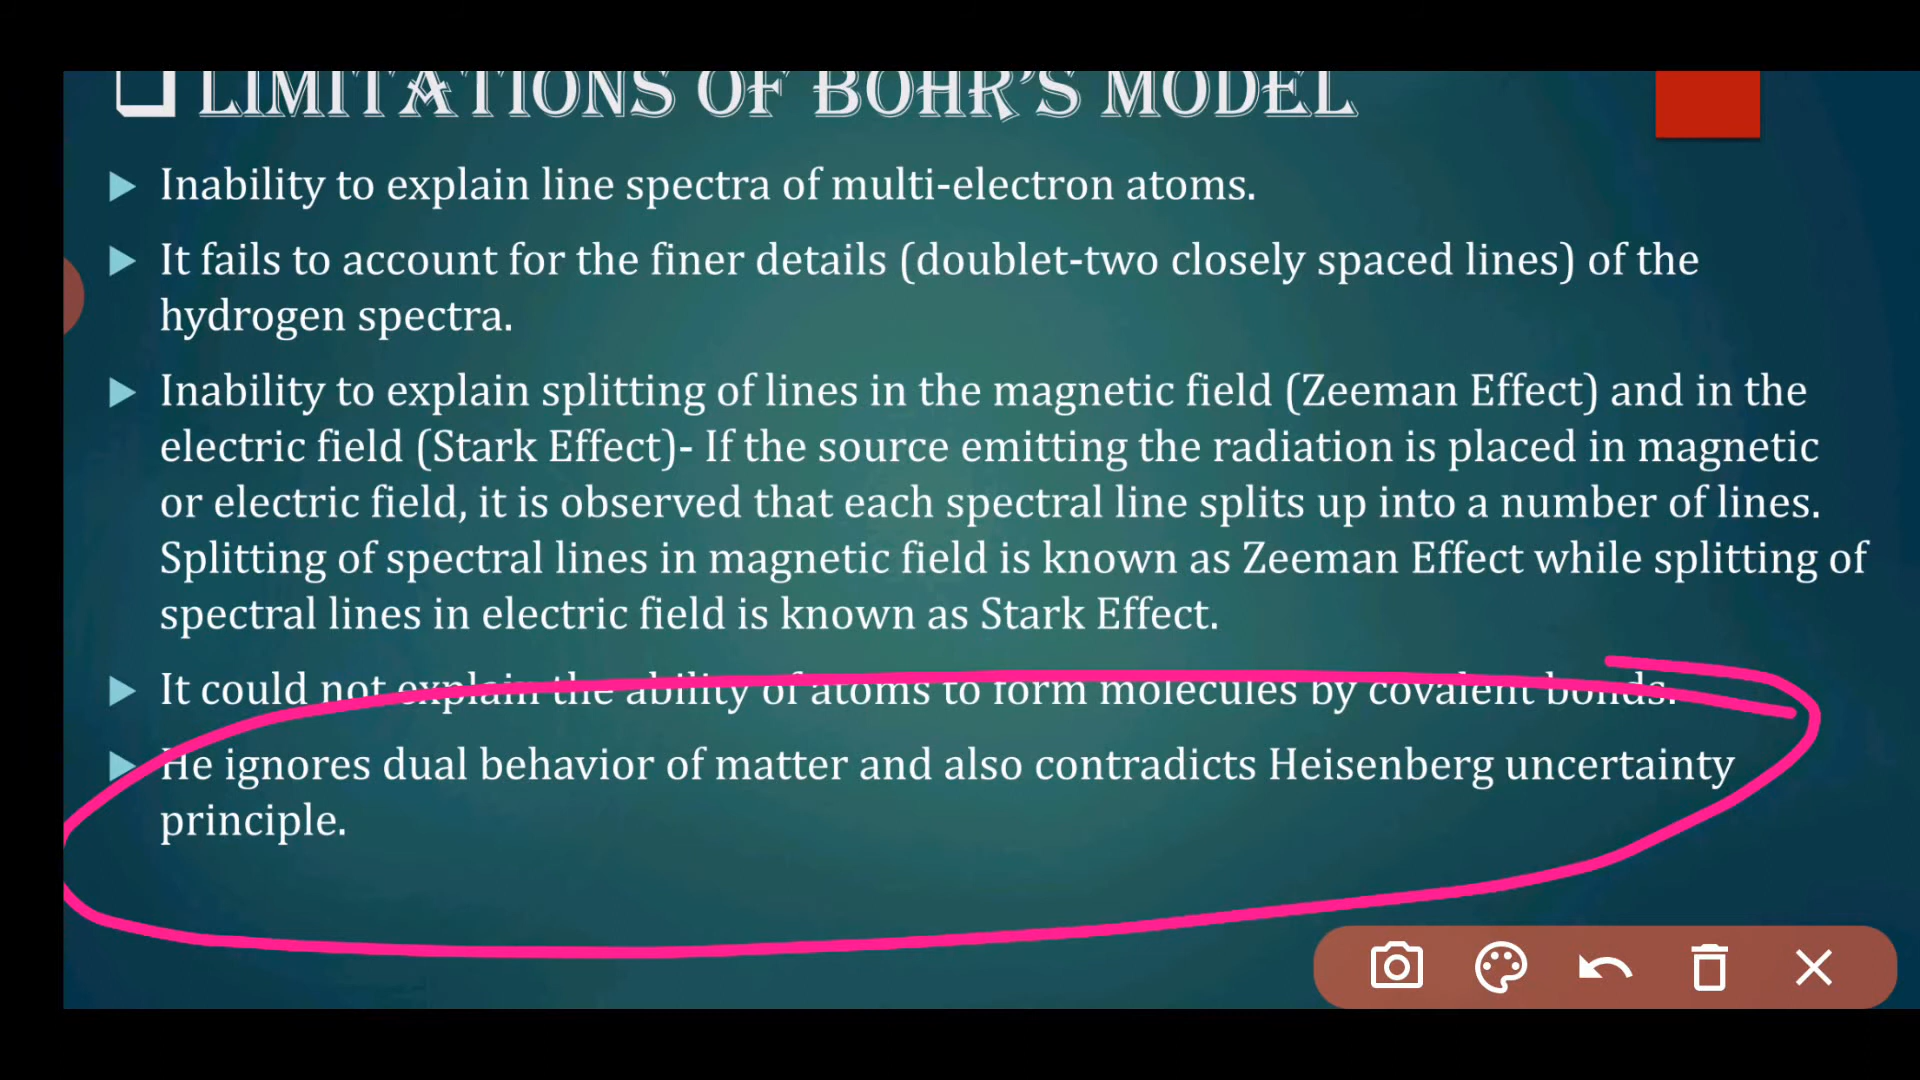 LIMITATIONS OF BOHR'S MODEL
Inability to explain line spectra of multi-electron atoms.
It fails to account for the finer details (doublet-two closely spaced lines) of the
hydrogen spectra.
Inability to explain splitting of lines in the magnetic field (Zeeman Effect) and in the
electric field (Stark Effect)- If the source emitting the radiation is placed in magnetic
or electric field, it is observed that each spectral line splits up into a number of lines.
Splitting of spectral lines in magnetic field is known as Zeeman Effect while splitting of
spectral lines in electric field is known as Stark Effect.
It could not explain the ability of atoms to form molecules by covalent bonds.
He ignores dual behavior of matter and also contradicts Heisenberg uncertainty
principle.